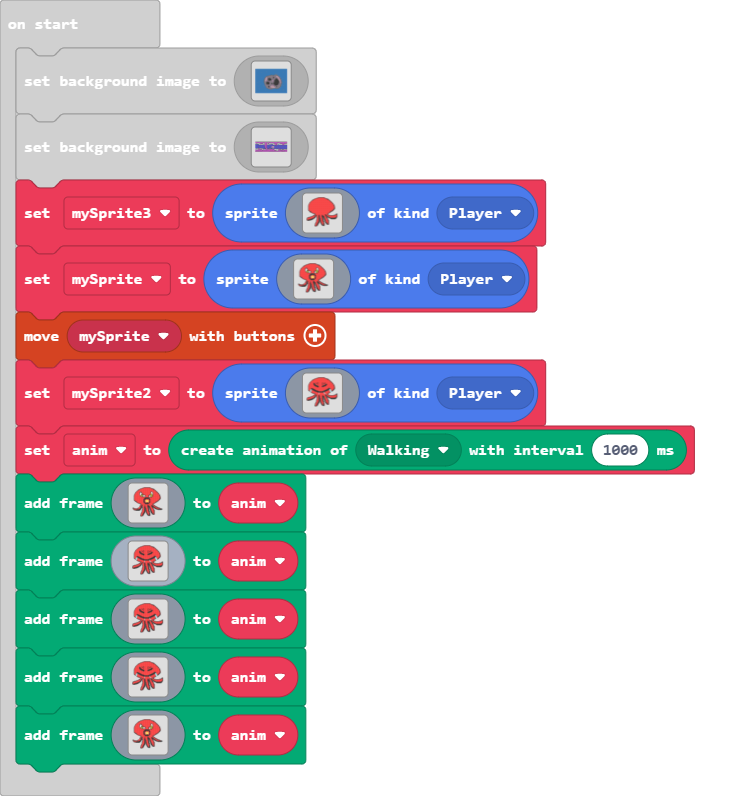 on start
set background image to
set background image to
set mySprite3 to sprite of kind Player
set mySprite to sprite of kind Player
move mySprite with buttons
set mySprite2 to sprite of kind Player
set anim to create animation of Walking with interval 1000 ms
add frame to anim
add frame to anim
add frame to anim
add frame to anim
add frame to anim